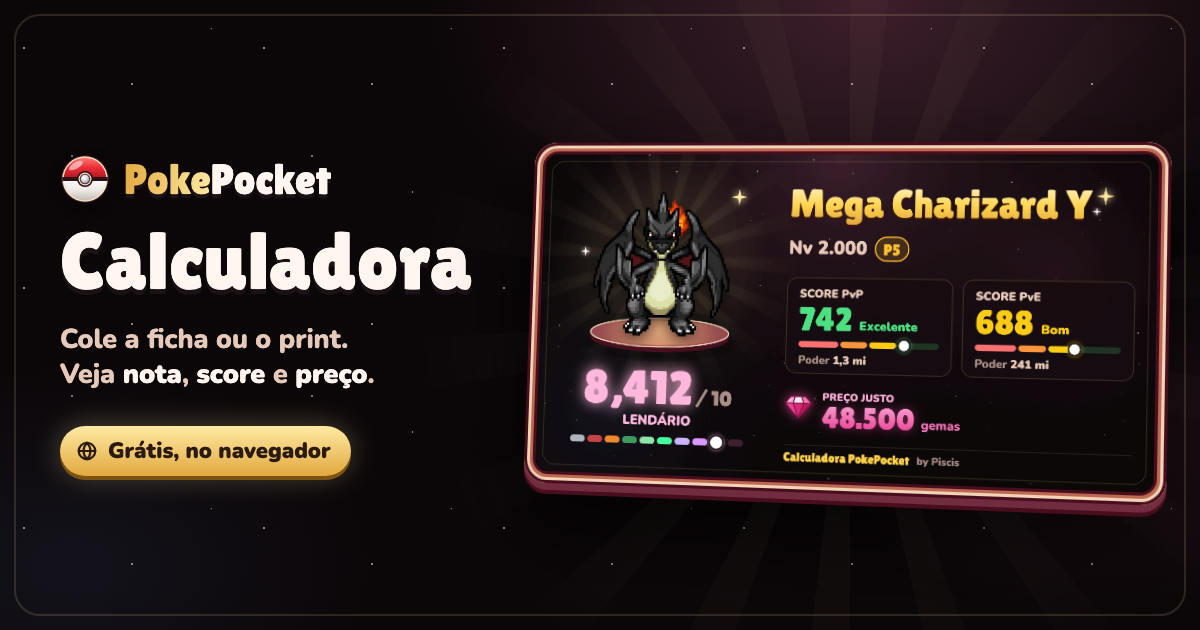 PokePocket
Calculadora
Cole a ficha ou o print.
Veja nota, score e preço.
Grátis, no navegador
Mega Charizard Y
Nv 2.000 P5
SCORE PvP
742 Excelente
Poder 1,3 mi
SCORE PvE
688 Bom
Poder 241 mi
8,412 / 10
LENDÁRIO
PREÇO JUSTO
48.500 gemas
Calculadora PokePocket by Piscis